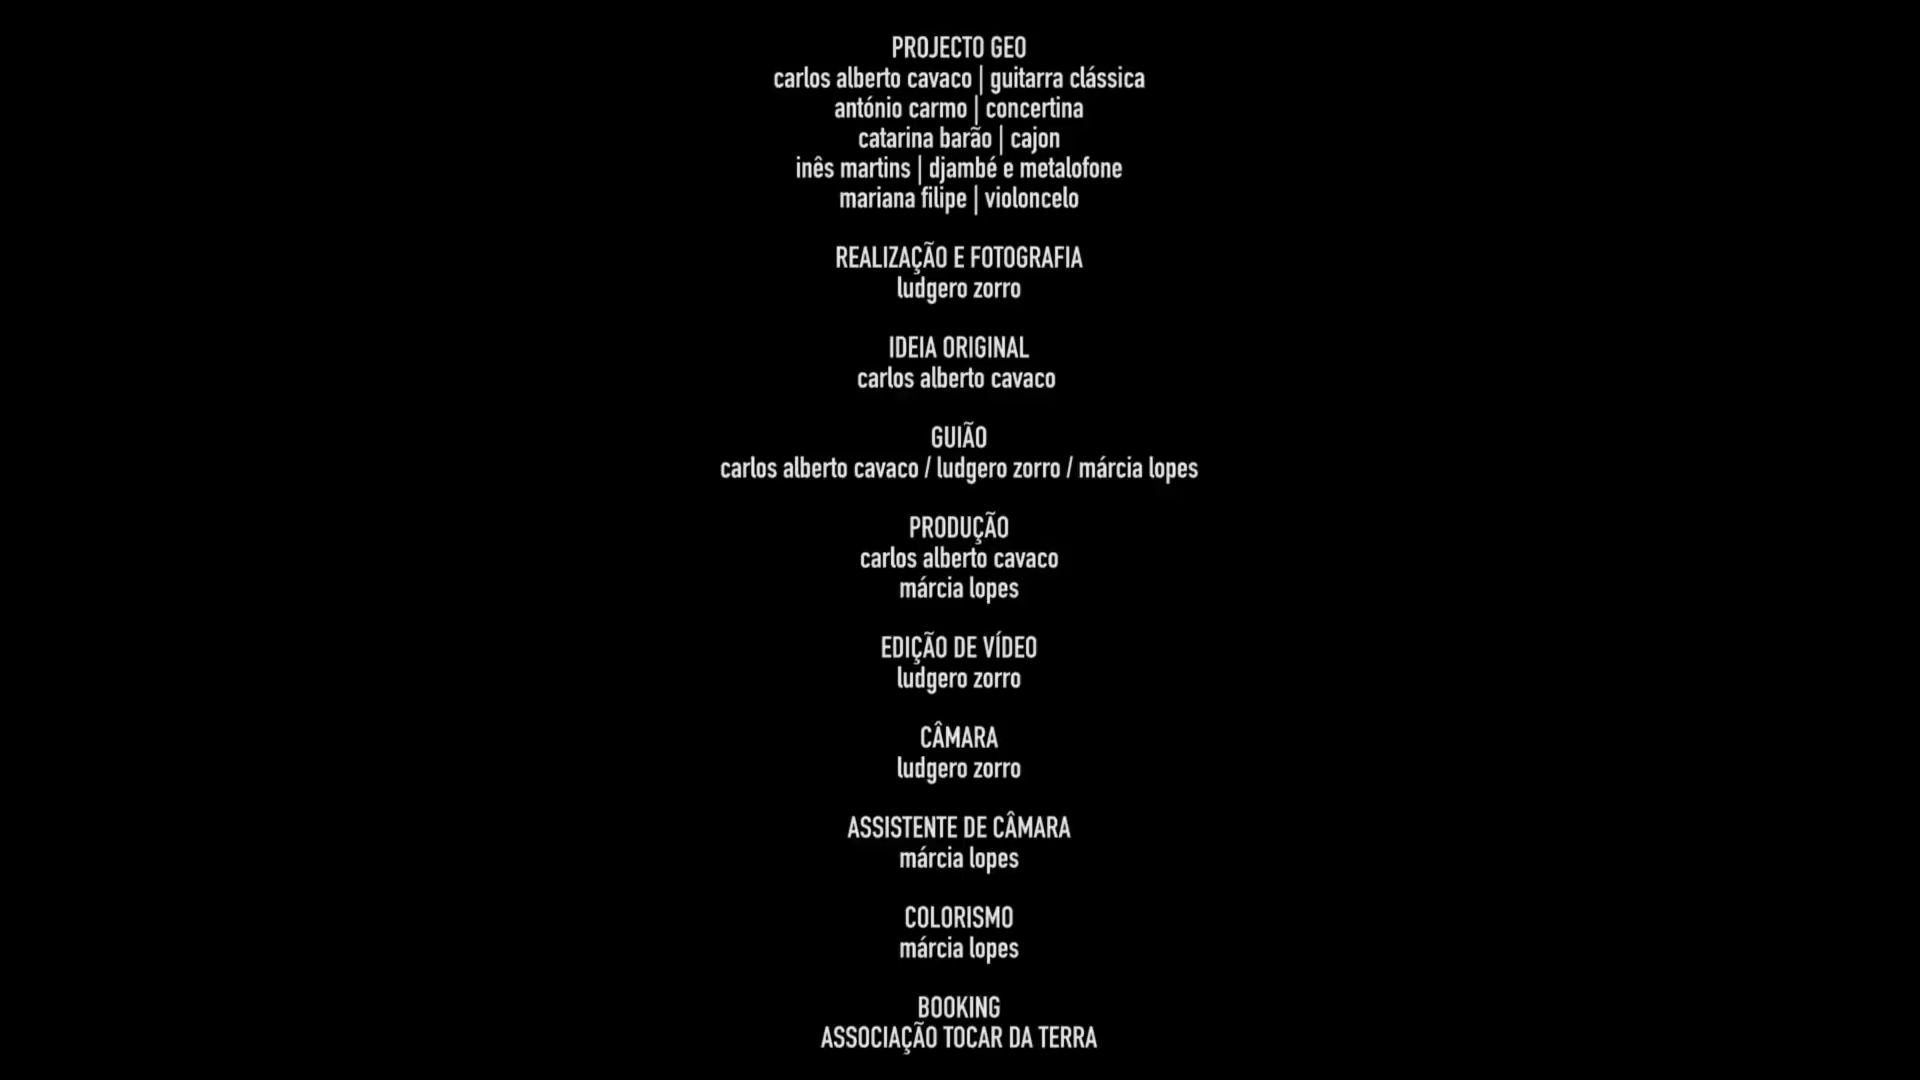 PROJECTO GEO
carlos alberto cavaco | guitarra clássica
antónio carmo | concertina
catarina barão | cajon
inês martins | djambé e metalofone
mariana filipe | violoncelo
REALIZAÇÃO E FOTOGRAFIA
ludgero zorro
IDEIA ORIGINAL
carlos alberto cavaco
GUIÃO
carlos alberto cavaco / ludgero zorro / márcia lopes
PRODUÇÃO
carlos alberto cavaco
márcia lopes
EDIÇÃO DE VÍDEO
ludgero zorro
CÂMARA
ludgero zorro
ASSISTENTE DE CÂMARA
márcia lopes
COLORISMO
márcia lopes
BOOKING
ASSOCIAÇÃO TOCAR DA TERRA